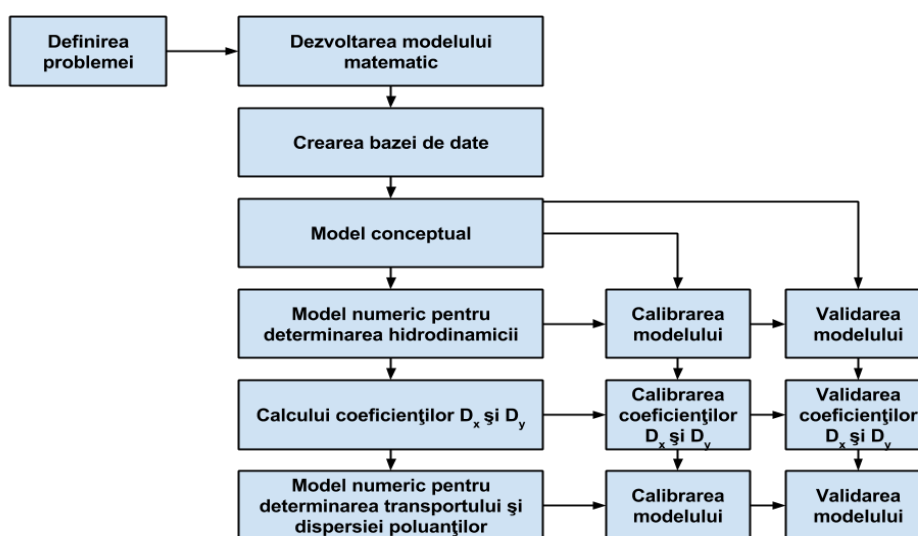 Definirea
problemei
Dezvoltarea modelului
matematic
Crearea bazei de date
Model conceptual
Model numeric pentru
determinarea hidrodinamicii
Calibrarea
modelului
Validarea
modelului
Calcului coeficienţilor Dx şi Dy
Calibrarea
coeficienţilor
Dx şi Dy
Validarea
coeficienţilor
Dx şi Dy
Model numeric pentru
determinarea transportului şi
dispersiei poluanţilor
Calibrarea
modelului
Validarea
modelului